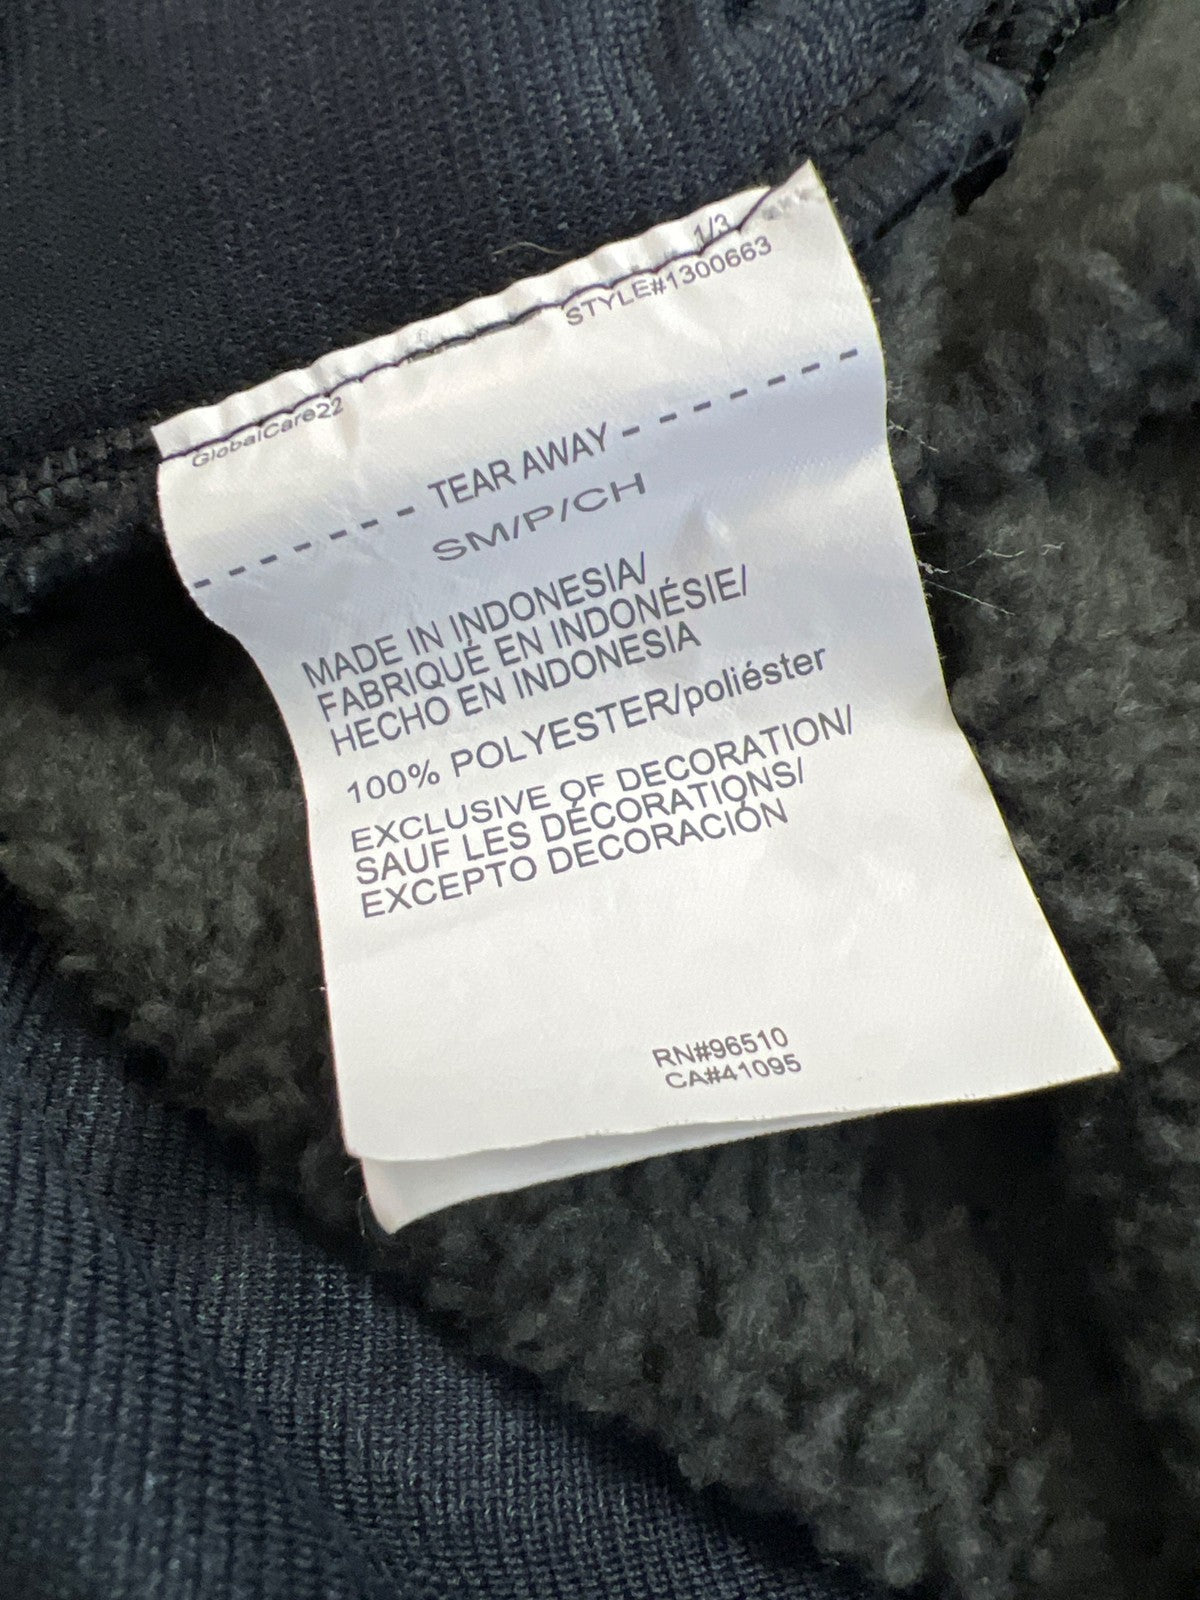 1/3
STYLE#1300663
GlobalCare22
TEAR AWAY
SM/P/CH
MADE IN INDONESIA/
FABRIQUÉ EN INDONÉSIE/
HECHO EN INDONESIA
100% POLYESTER/poliéster
EXCLUSIVE OF DECORATION/
SAUF LES DÉCORATIONS/
EXCEPTO DECORACIÓN
RN#96510
CA#41095